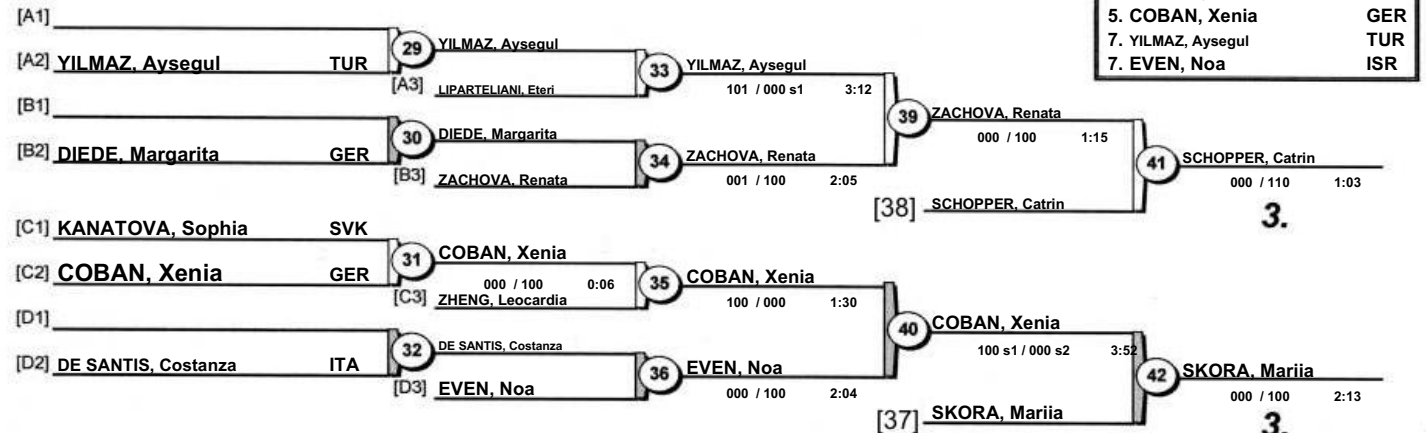 5. COBAN, Xenia GER
7. YILMAZ, Aysegul TUR
7. EVEN, Noa ISR
[A1]
[A2] YILMAZ, Aysegul TUR
29
YILMAZ, Aysegul
[A3] LIPARTELIANI, Eteri
33
YILMAZ, Aysegul
101 / 000 s1 3:12
[B1]
[B2] DIEDE, Margarita GER
30
DIEDE, Margarita
[B3] ZACHOVA, Renata
34
ZACHOVA, Renata
001 / 100 2:05
39
ZACHOVA, Renata
000 / 100 1:15
[38] SCHOPPER, Catrin
41
SCHOPPER, Catrin
000 / 110 1:03
3.
[C1] KANATOVA, Sophia SVK
[C2] COBAN, Xenia GER
31
COBAN, Xenia
000 / 100 0:06
[C3] ZHENG, Leocardia
35
COBAN, Xenia
100 / 000 1:30
[D1]
[D2] DE SANTIS, Costanza ITA
32
DE SANTIS, Costanza
[D3] EVEN, Noa
36
EVEN, Noa
000 / 100 2:04
40
COBAN, Xenia
100 s1 / 000 s2 3:52
[37] SKORA, Mariia
42
SKORA, Mariia
000 / 100 2:13
3.